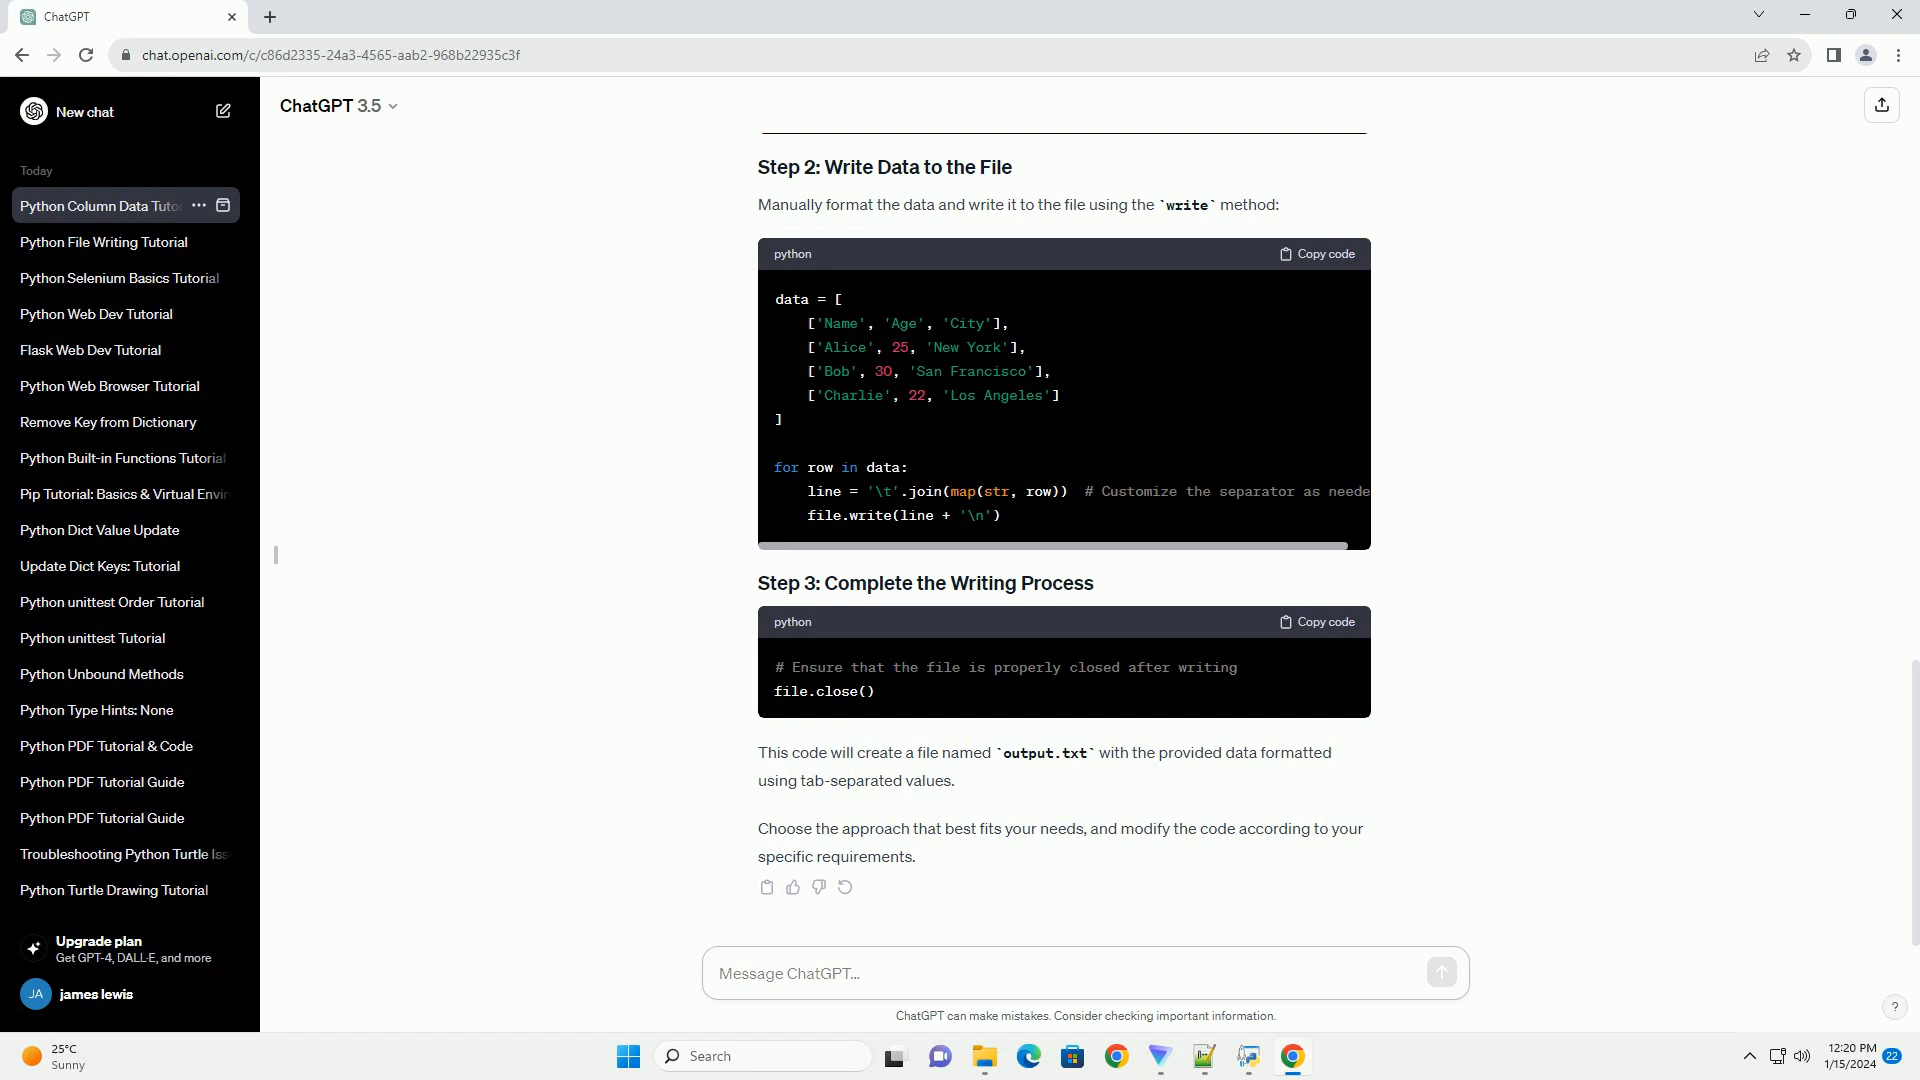 ChatGPT
chat.openai.com/c/c86d2335-24a3-4565-aab2-968b22935c3f
New chat
ChatGPT 3.5
Today
Python Column Data Tuto
Python File Writing Tutorial
Python Selenium Basics Tutorial
Python Web Dev Tutorial
Flask Web Dev Tutorial
Python Web Browser Tutorial
Remove Key from Dictionary
Python Built-in Functions Tutorial
Pip Tutorial: Basics & Virtual Envir
Python Dict Value Update
Update Dict Keys: Tutorial
Python unittest Order Tutorial
Python unittest Tutorial
Python Unbound Methods
Python Type Hints: None
Python PDF Tutorial & Code
Python PDF Tutorial Guide
Python PDF Tutorial Guide
Troubleshooting Python Turtle Iss
Python Turtle Drawing Tutorial
Upgrade plan
Get GPT-4, DALL·E, and more
JA
james lewis
Step 2: Write Data to the File
Manually format the data and write it to the file using the `write` method:
python
Copy code
data = [
    ['Name', 'Age', 'City'],
    ['Alice', 25, 'New York'],
    ['Bob', 30, 'San Francisco'],
    ['Charlie', 22, 'Los Angeles']
]
for row in data:
    line = '\t'.join(map(str, row))  # Customize the separator as neede
    file.write(line + '\n')
Step 3: Complete the Writing Process
python
Copy code
# Ensure that the file is properly closed after writing
file.close()
This code will create a file named `output.txt` with the provided data formatted
using tab-separated values.
Choose the approach that best fits your needs, and modify the code according to your
specific requirements.
Message ChatGPT...
ChatGPT can make mistakes. Consider checking important information.
?
25°C
Sunny
Search
12:20 PM
1/15/2024
22